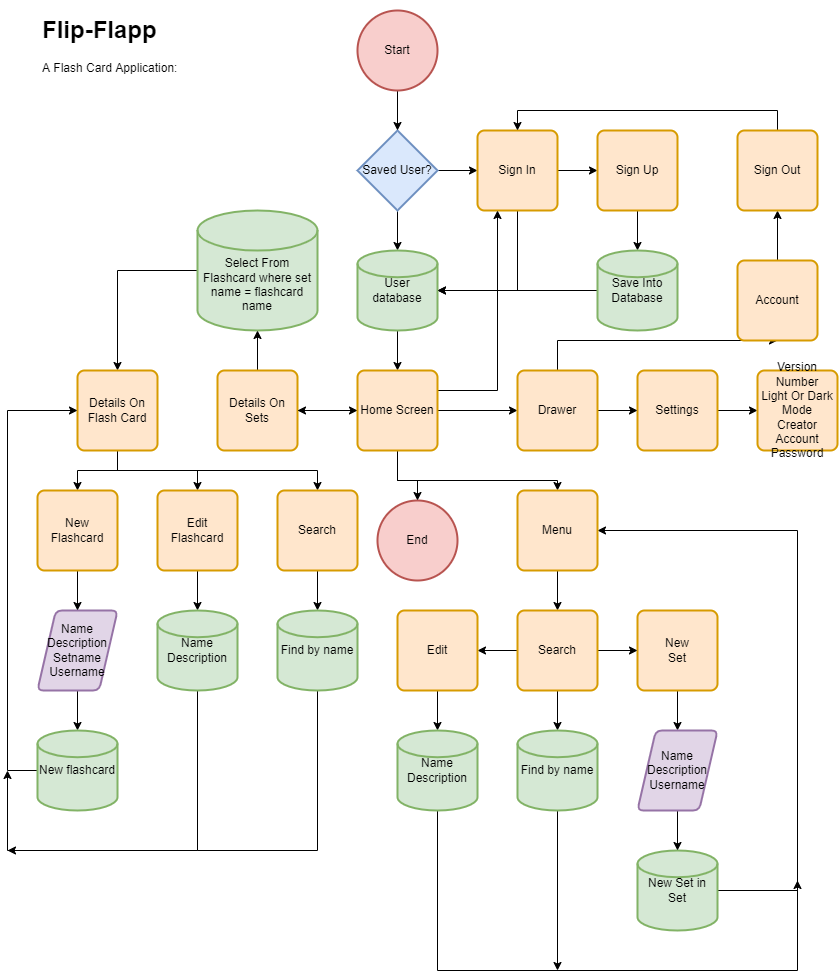 Flip-Flapp
A Flash Card Application:
Start
Saved User?
Sign In
Sign Up
Sign Out
Select From
Flashcard where set
name = flashcard
name
User
database
Save Into
Database
Account
Details On
Flash Card
Details On
Sets
Home Screen
Drawer
Settings
Version
Number
Light Or Dark
Mode
Creator
Account
Password
New
Flashcard
Edit
Flashcard
Search
End
Menu
Name
Description
Setname
Username
Name
Description
Find by name
Edit
Search
New
Set
New flashcard
Name
Description
Find by name
Name
Description
Username
New Set in
Set